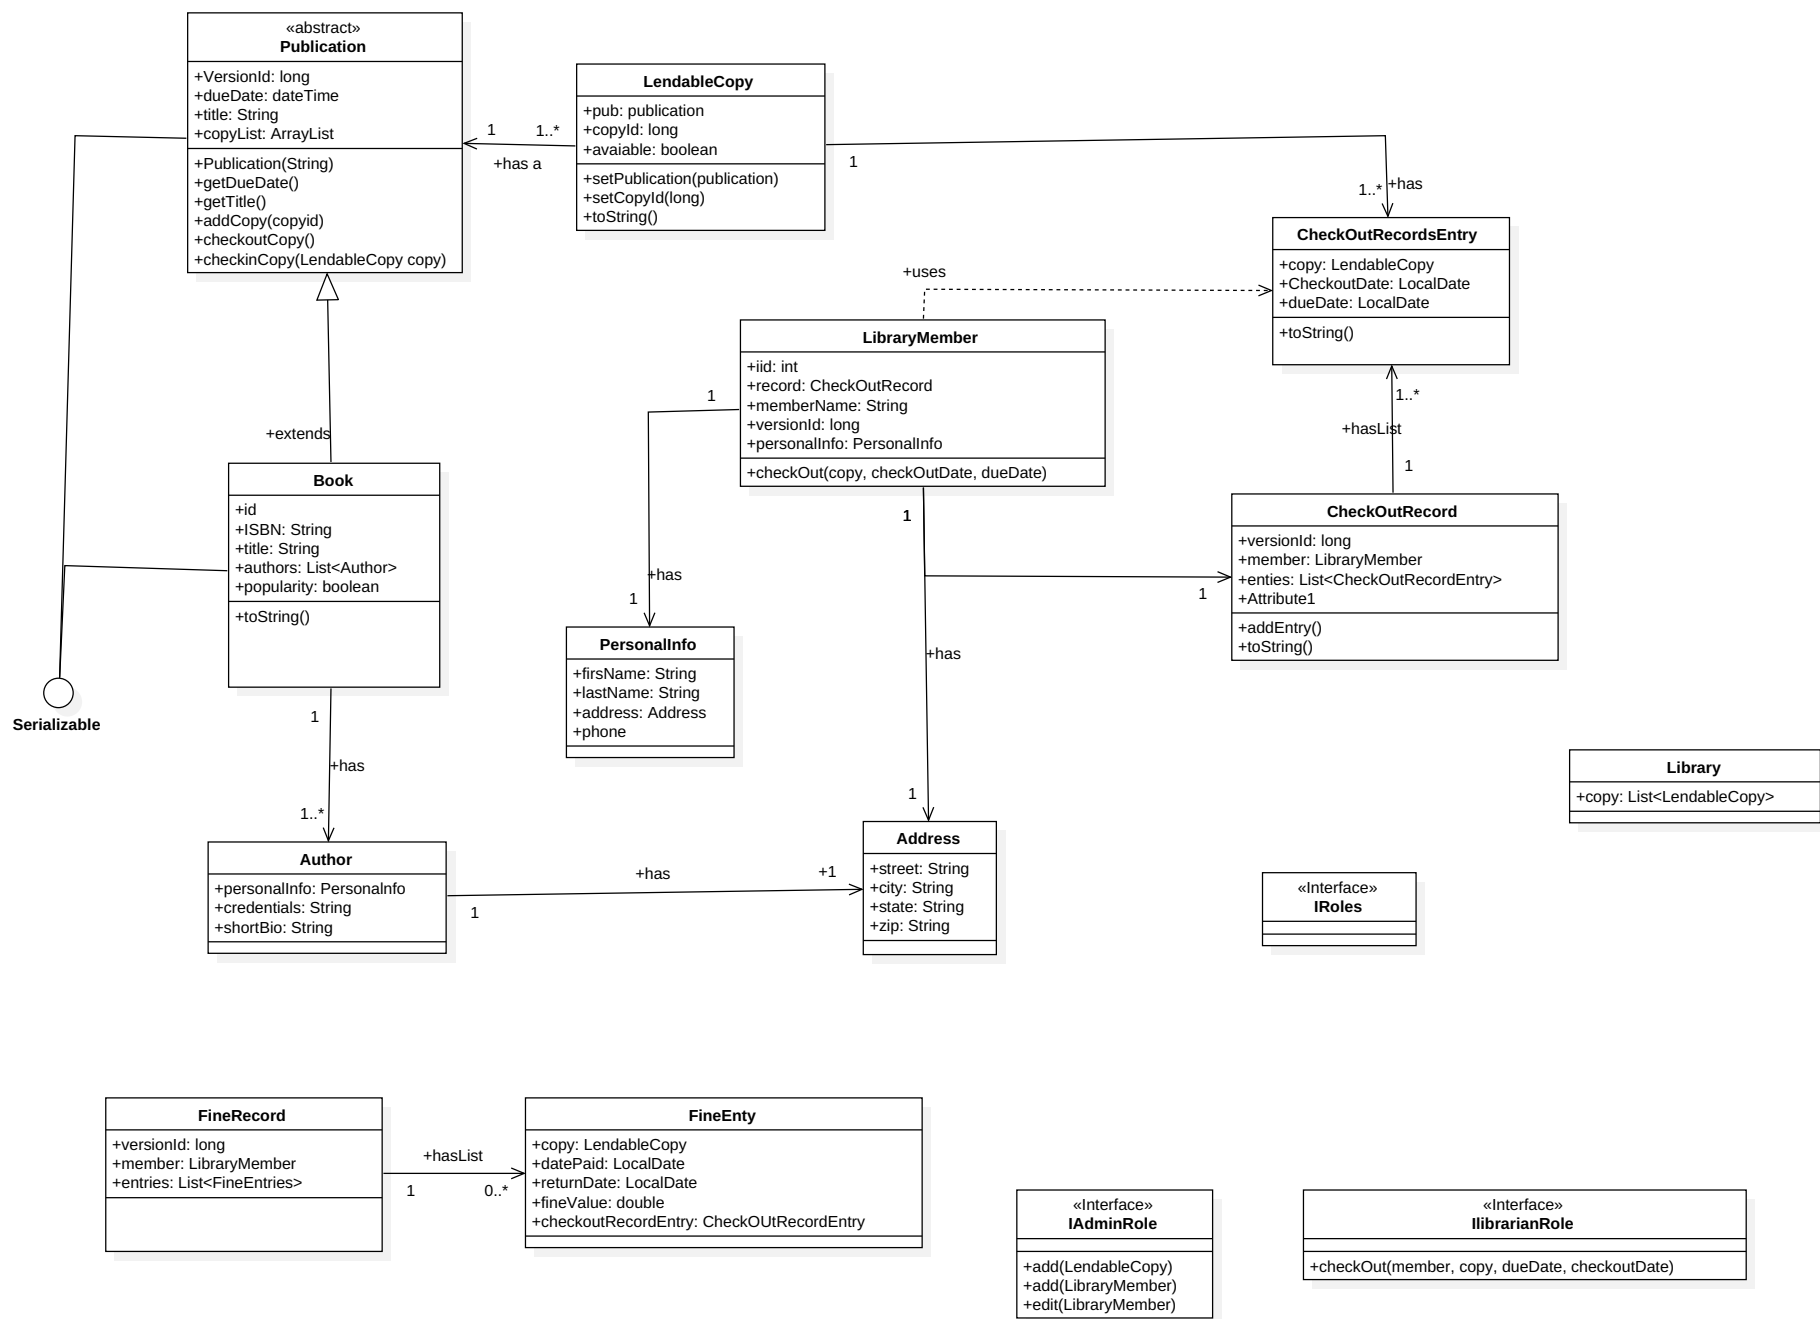 «abstract»
Publication
+VersionId: long
+dueDate: dateTime
+title: String
+copyList: ArrayList
+Publication(String)
+getDueDate()
+getTitle()
+addCopy(copyid)
+checkoutCopy()
+checkinCopy(LendableCopy copy)
1
1..*
+has a
LendableCopy
+pub: publication
+copyId: long
+avaiable: boolean
+setPublication(publication)
+setCopyId(long)
+toString()
1
1..*
+has
CheckOutRecordsEntry
+copy: LendableCopy
+CheckoutDate: LocalDate
+dueDate: LocalDate
+toString()
+uses
LibraryMember
+iid: int
+record: CheckOutRecord
+memberName: String
+versionId: long
+personalInfo: PersonalInfo
+checkOut(copy, checkOutDate, dueDate)
1
+has
1
1..*
+hasList
1
+extends
Book
+id
+ISBN: String
+title: String
+authors: List<Author>
+popularity: boolean
+toString()
1
1
CheckOutRecord
+versionId: long
+member: LibraryMember
+enties: List<CheckOutRecordEntry>
+Attribute1
+addEntry()
+toString()
PersonalInfo
+firsName: String
+lastName: String
+address: Address
+phone
+has
1
Serializable
1
+has
1..*
Library
+copy: List<LendableCopy>
Author
+personalInfo: Personalnfo
+credentials: String
+shortBio: String
+has
+1
1
Address
+street: String
+city: String
+state: String
+zip: String
«Interface»
IRoles
FineRecord
+versionId: long
+member: LibraryMember
+entries: List<FineEntries>
+hasList
1
0..*
FineEnty
+copy: LendableCopy
+datePaid: LocalDate
+returnDate: LocalDate
+fineValue: double
+checkoutRecordEntry: CheckOUtRecordEntry
«Interface»
IAdminRole
+add(LendableCopy)
+add(LibraryMember)
+edit(LibraryMember)
«Interface»
IlibrarianRole
+checkOut(member, copy, dueDate, checkoutDate)